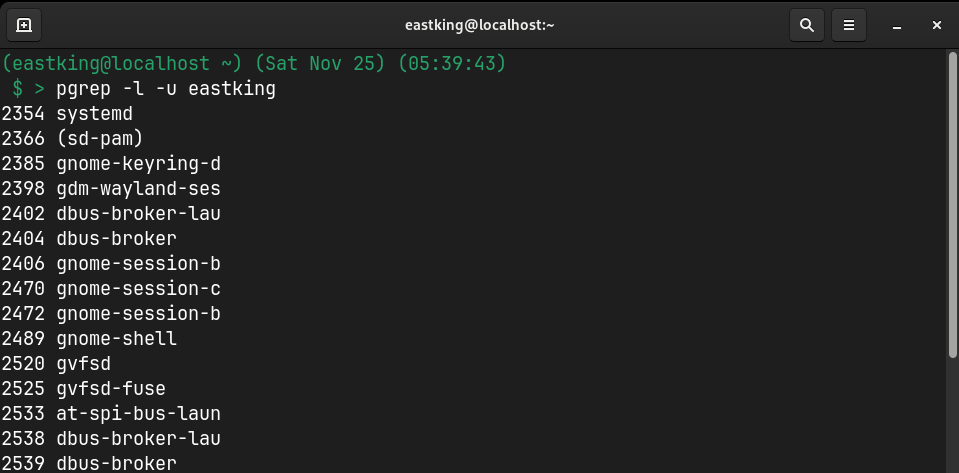 eastking@localhost:~
(eastking@localhost ~) (Sat Nov 25) (05:39:43)
$ > pgrep -l -u eastking
2354 systemd
2366 (sd-pam)
2385 gnome-keyring-d
2398 gdm-wayland-ses
2402 dbus-broker-lau
2404 dbus-broker
2406 gnome-session-b
2470 gnome-session-c
2472 gnome-session-b
2489 gnome-shell
2520 gvfsd
2525 gvfsd-fuse
2533 at-spi-bus-laun
2538 dbus-broker-lau
2539 dbus-broker